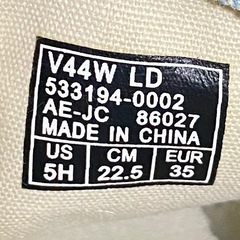 V44W LD
533194-0002
AE-JC 86027
MADE IN CHINA
US CM EUR
5H 22.5 35